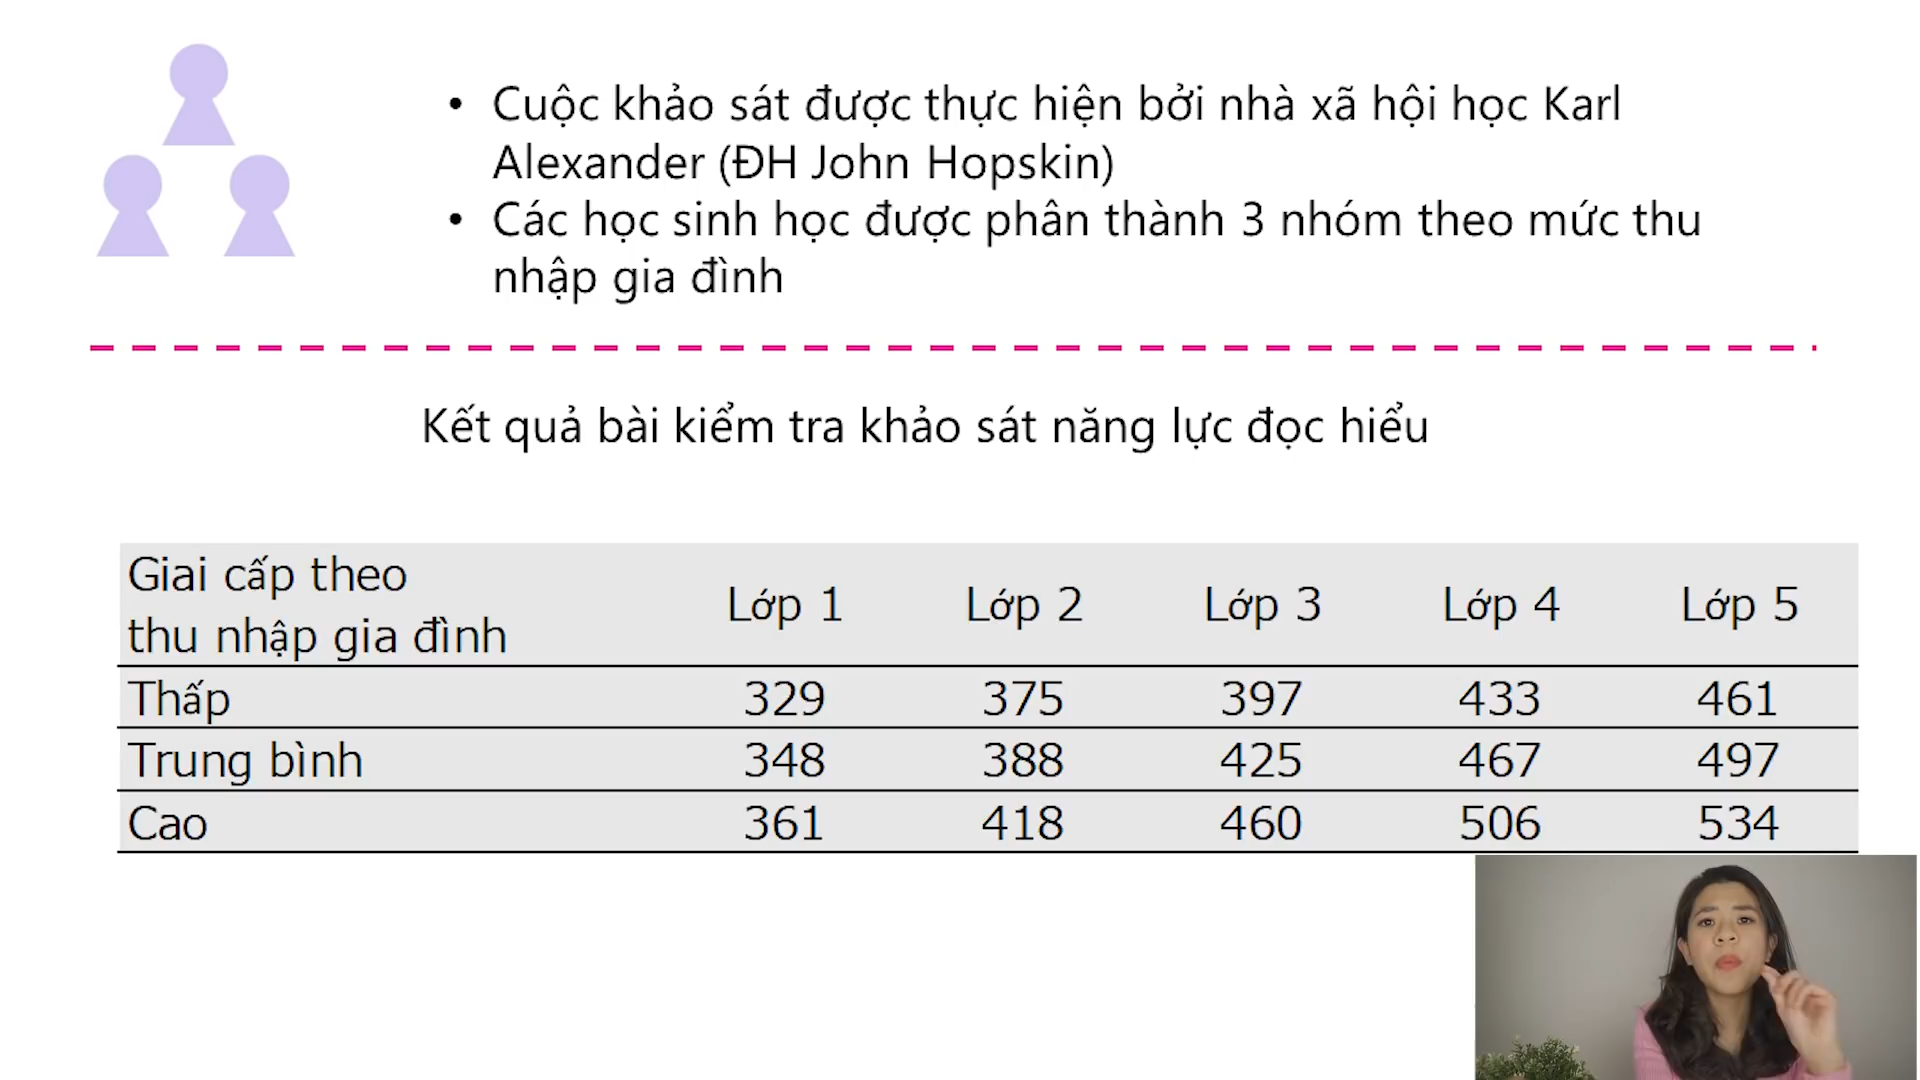 • Cuộc khảo sát được thực hiện bởi nhà xã hội học Karl
Alexander (ĐH John Hopskin)
• Các học sinh học được phân thành 3 nhóm theo mức thu
nhập gia đình
Kết quả bài kiểm tra khảo sát năng lực đọc hiểu
Giai cấp theo
thu nhập gia đình Lớp 1 Lớp 2 Lớp 3 Lớp 4 Lớp 5
Thấp 329 375 397 433 461
Trung bình 348 388 425 467 497
Cao 361 418 460 506 534